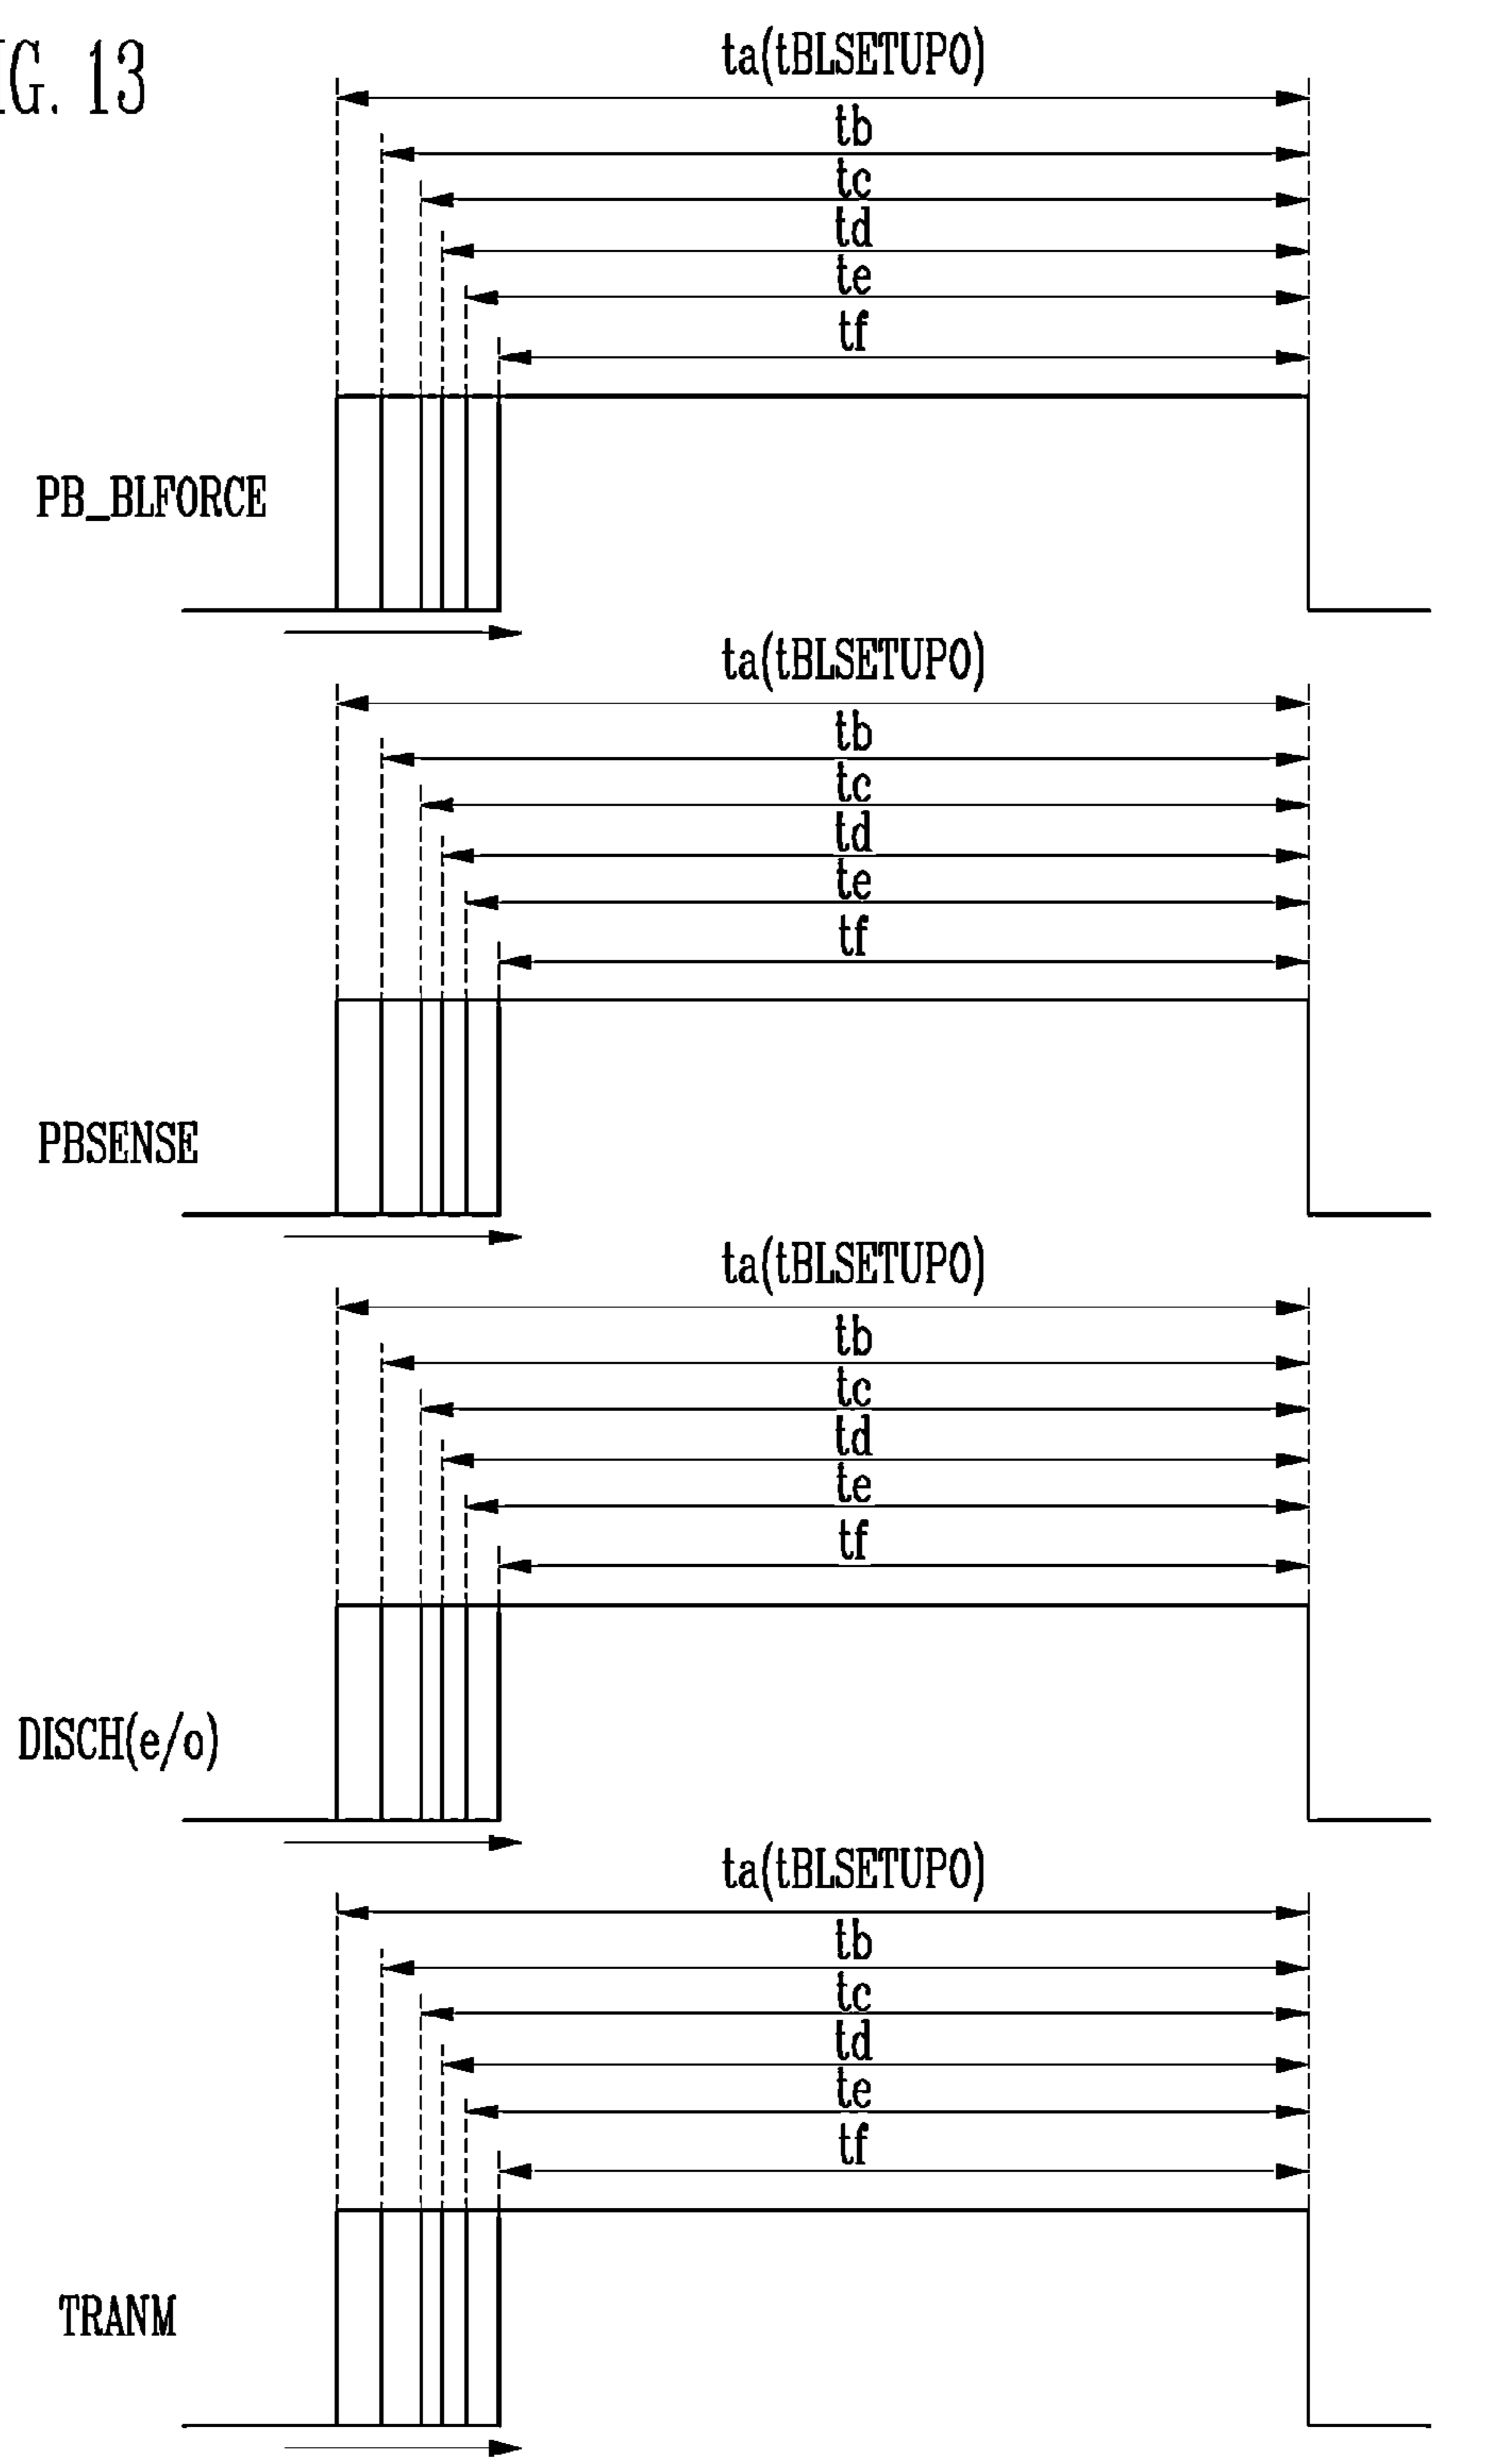 IG. 13
ta(tBLSETUP0)
tb
tc
td
te
tf
PB_BLFORCE
ta(tBLSETUP0)
tb
tc
td
te
tf
PBSENSE
ta(tBLSETUP0)
tb
tc
td
te
tf
DISCH(e/o)
ta(tBLSETUP0)
tb
tc
td
te
tf
TRANM